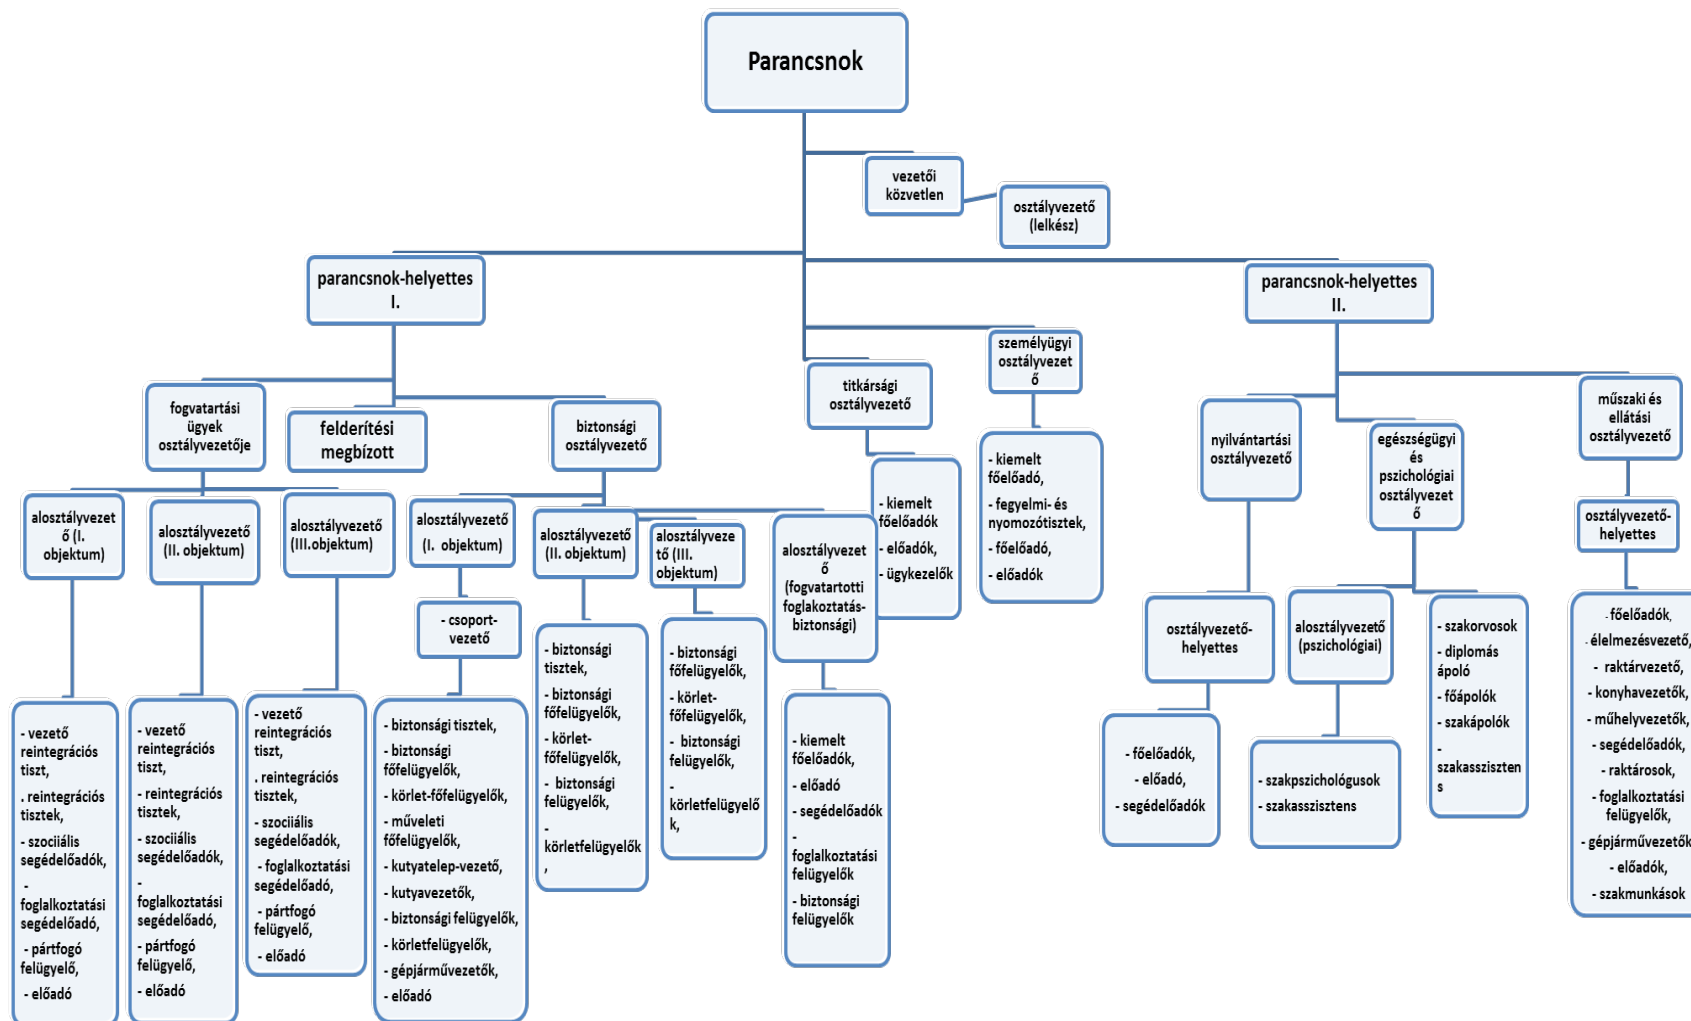 Parancsnok
vezetői
közvetlen
osztályvezető
(lelkész)
parancsnok-helyettes
I.
parancsnok-helyettes
II.
személyügyi
osztályvezet
ő
titkársági
osztályvezető
fogvatartási
ügyek
osztályvezetője
felderítési
megbízott
biztonsági
osztályvezető
nyilvántartási
osztályvezető
egészségügyi
és
pszichológiai
osztályvezet
ő
műszaki és
ellátási
osztályvezető
- kiemelt
főelőadók
- előadók,
- ügykezelők
- kiemelt
főelőadó,
- fegyelmi- és
nyomozótisztek,
- főelőadó,
- előadók
alosztályvezet
ő (I.
objektum)
alosztályvezető
(II. objektum)
alosztályvezető
(III.objektum)
alosztályvezető
(I. objektum)
alosztályvezető
(II. objektum)
alosztályveze
tő (III.
objektum)
alosztályvezet
ő
(fogvatartotti
foglakoztatás-
biztonsági)
osztályvezető-
helyettes
- csoport-
vezető
osztályvezető-
helyettes
alosztályvezető
(pszichológiai)
- szakorvosok
- diplomás
ápoló
- főápolók
- szakápolók
-
szakasziszten
s
- vezető
reintegrációs
tiszt,
. reintegrációs
tisztek,
- szociiális
segédelőadók,
-
foglalkoztatási
segédelőadó,
- pártfogó
felügyelő,
- előadó
- vezető
reintegrációs
tiszt,
- reintegrációs
tisztek,
- szociiális
segédelőadók,
-
foglalkoztatási
segédelőadó,
- pártfogó
felügyelő,
- előadó
- vezető
reintegrációs
tiszt,
. reintegrációs
tisztek,
- szociiális
segédelőadók,
- foglalkoztatási
segédelőadó,
- pártfogó
felügyelő,
- előadó
- biztonsági tisztek,
- biztonsági
főfelügyelők,
- körlet-főfelügyelők,
- műveleti
főfelügyelők,
- kutyatelep-vezető,
- kutyavezetők,
- biztonsági felügyelők,
- körletfelügyelők,
- gépjárművezetők,
- előadó
- biztonsági
tisztek,
- biztonsági
főfelügyelők,
- körlet-
főfelügyelők,
- biztonsági
felügyelők,
-
körletfelügyelők
,
- biztonsági
főfelügyelők,
- körlet-
főfelügyelők,
- biztonsági
felügyelők,
-
körletfelügyelő
k,
- kiemelt
főelőadók,
- előadó
- segédelőadók
-
foglalkoztatási
felügyelők
- biztonsági
felügyelők
- főelőadók,
- előadó,
- segédelőadók
- szakpszichológusok
- szakasszisztens
- főelőadók,
- élelmezésvezető,
- raktárvezető,
- konyhavezetők,
- műhelyvezetők,
- segédelőadók,
- raktárosok,
- foglalkoztatási
felügyelők,
- gépjárművezetők
- előadók,
- szakmunkások